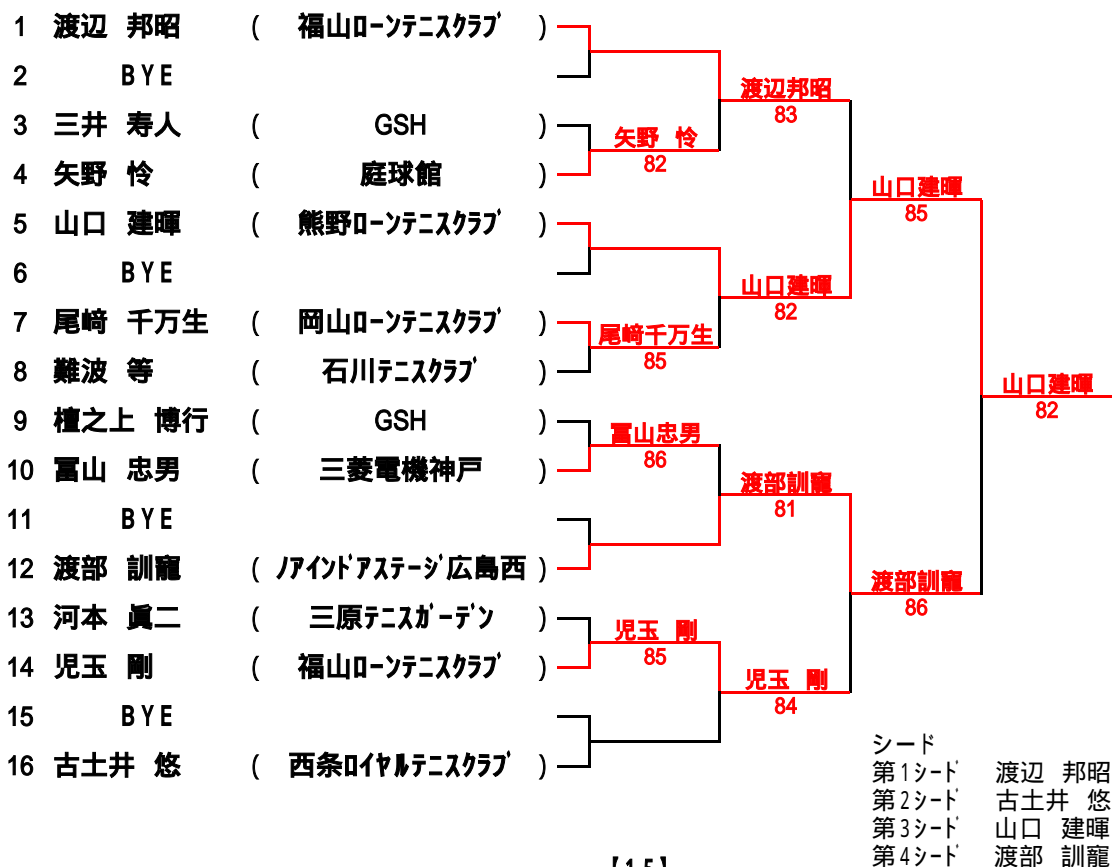 1 渡辺 邦昭 ( 福山ﾛｰﾝﾃﾆｽｸﾗﾌﾞ )
2 BYE
渡辺邦昭
83
3 三井 寿人 ( GSH )
矢野 怜
82
4 矢野 怜 ( 庭球館 )
山口建暉
85
5 山口 建暉 ( 熊野ﾛｰﾝﾃﾆｽｸﾗﾌﾞ )
6 BYE
山口建暉
82
7 尾﨑 千万生 ( 岡山ﾛｰﾝﾃﾆｽｸﾗﾌﾞ )
尾﨑千万生
85
8 難波 等 ( 石川ﾃﾆｽｸﾗﾌﾞ )
山口建暉
82
9 檀之上 博行 ( GSH )
冨山忠男
86
10 冨山 忠男 ( 三菱電機神戸 )
渡部訓寵
81
11 BYE
12 渡部 訓寵 ( ﾉｱｲﾝﾄﾞｱｽﾃｰｼﾞ広島西 )
渡部訓寵
86
13 河本 眞二 ( 三原ﾃﾆｽｶﾞｰﾃﾞﾝ )
児玉 剛
85
14 児玉 剛 ( 福山ﾛｰﾝﾃﾆｽｸﾗﾌﾞ )
児玉 剛
84
15 BYE
16 古土井 悠 ( 西条ﾛｲﾔﾙﾃﾆｽｸﾗﾌﾞ )
シード
第1ｼｰﾄﾞ 渡辺 邦昭
第2ｼｰﾄﾞ 古土井 悠
第3ｼｰﾄﾞ 山口 建暉
第4ｼｰﾄﾞ 渡部 訓寵
【15】